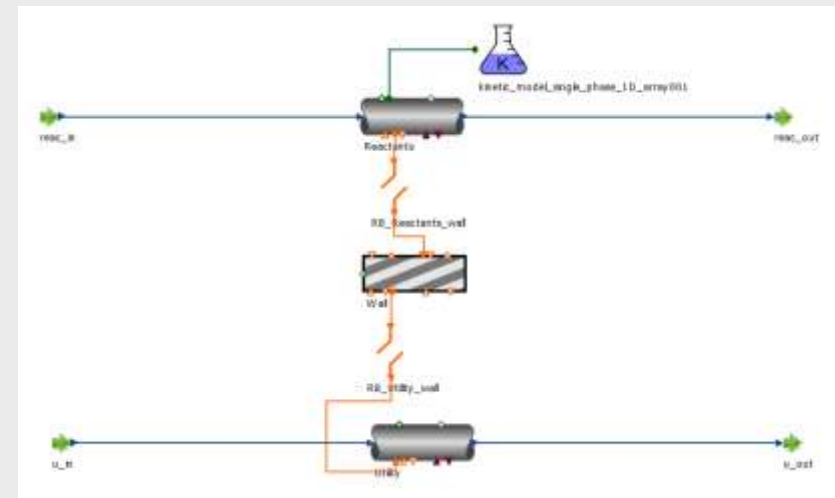 K
kinetic_model_single_phase_1D_array001
reac_in
reac_out
Reactants
RB_Reactants_wall
Wall
RB_Utility_wall
u_in
u_out
Utility